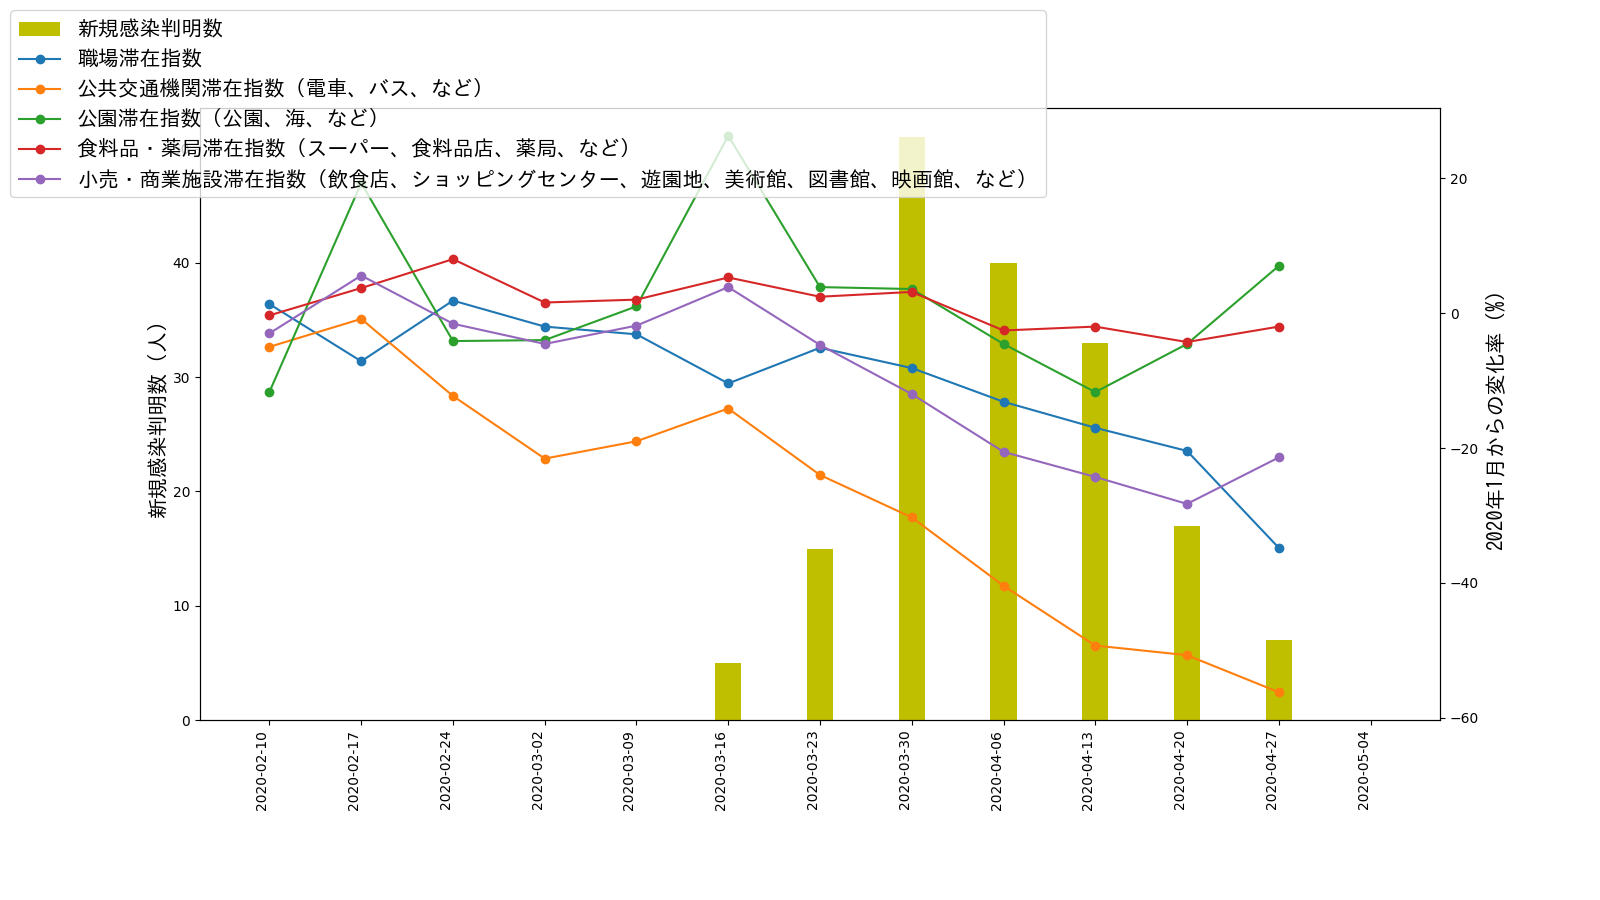 新規感染判明数
職場滞在指数
公共交通機関滞在指数（電車、バス、など）
公園滞在指数（公園、海、など）
食料品・薬局滞在指数（スーパー、食料品店、薬局、など）
小売・商業施設滞在指数（飲食店、ショッピングセンター、遊園地、美術館、図書館、映画館、など）
新規感染判明数（人）
40
30
20
10
0
20
0
−20
−40
−60
2020年1月からの変化率（%）
2020-02-10
2020-02-17
2020-02-24
2020-03-02
2020-03-09
2020-03-16
2020-03-23
2020-03-30
2020-04-06
2020-04-13
2020-04-20
2020-04-27
2020-05-04